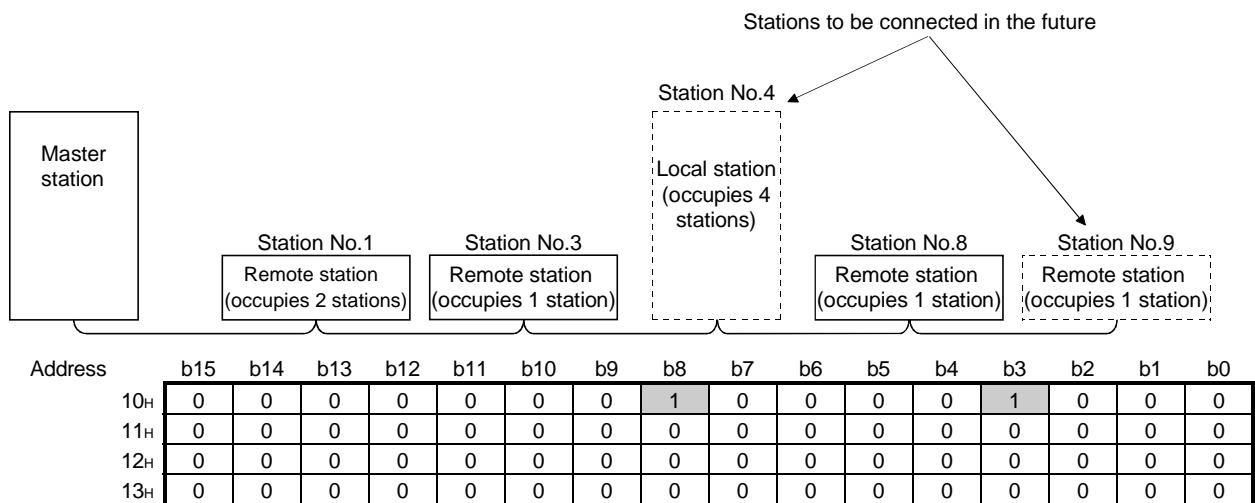 Stations to be connected in the future
Station No.4
Master
station
Local station
(occupies 4
stations)
Station No.1
Station No.3
Station No.8
Station No.9
Remote station
(occupies 2 stations)
Remote station
(occupies 1 station)
Remote station
(occupies 1 station)
Remote station
(occupies 1 station)
Address b15 b14 b13 b12 b11 b10 b9 b8 b7 b6 b5 b4 b3 b2 b1 b0
10H 0 0 0 0 0 0 0 1 0 0 0 0 1 0 0 0
11H 0 0 0 0 0 0 0 0 0 0 0 0 0 0 0 0
12H 0 0 0 0 0 0 0 0 0 0 0 0 0 0 0 0
13H 0 0 0 0 0 0 0 0 0 0 0 0 0 0 0 0